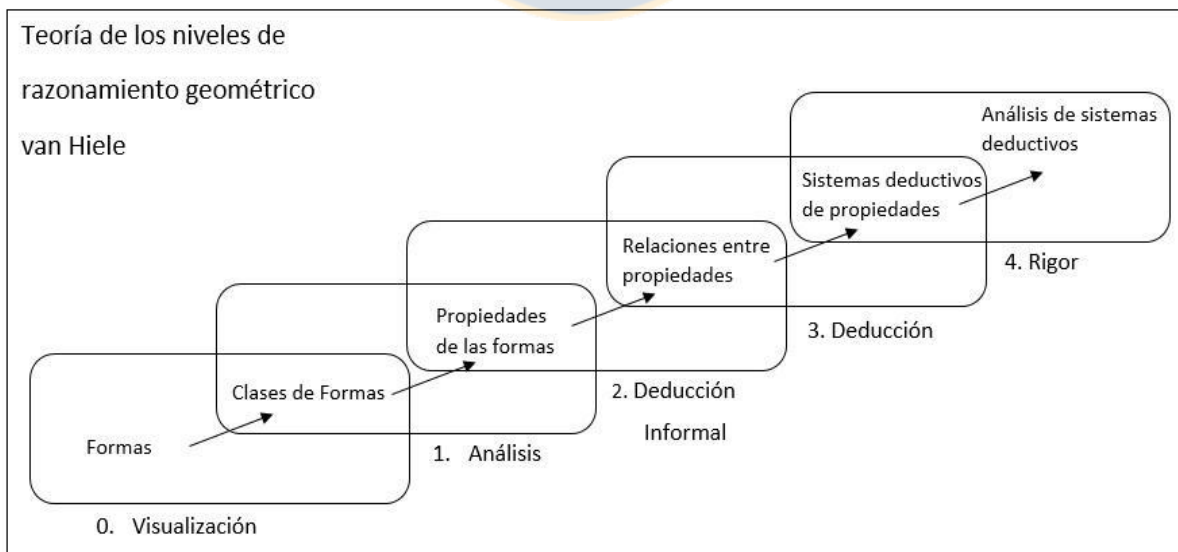 Teoría de los niveles de
razonamiento geométrico
van Hiele
Análisis de sistemas
deductivos
Sistemas deductivos
de propiedades
4. Rigor
Relaciones entre
propiedades
3. Deducción
Propiedades
de las formas
2. Deducción
Informal
Clases de Formas
1. Análisis
Formas
0. Visualización